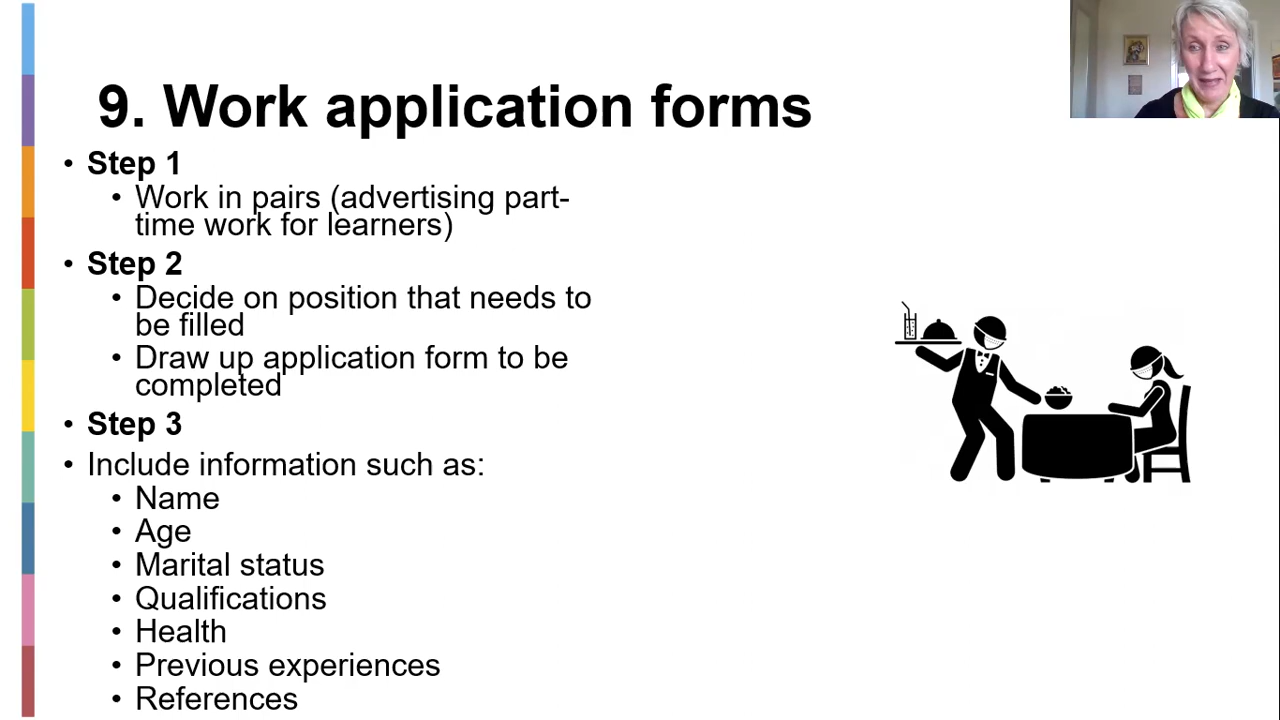 9. Work application forms
• Step 1
• Work in pairs (advertising part-
time work for learners)
• Step 2
• Decide on position that needs to
be filled
• Draw up application form to be
completed
• Step 3
• Include information such as:
• Name
• Age
• Marital status
• Qualifications
• Health
• Previous experiences
• References